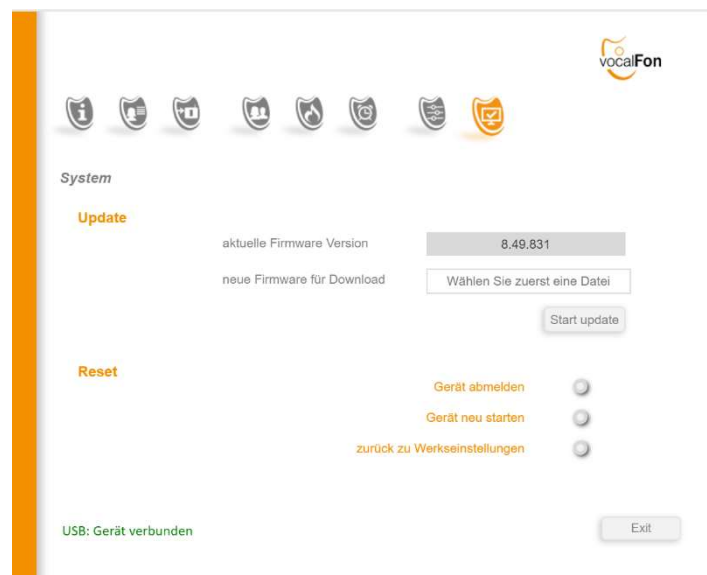 vocalFon
System
Update
aktuelle Firmware Version 8.49.831
neue Firmware für Download Wählen Sie zuerst eine Datei
Start update
Reset
Gerät abmelden
Gerät neu starten
zurück zu Werkseinstellungen
USB: Gerät verbunden Exit